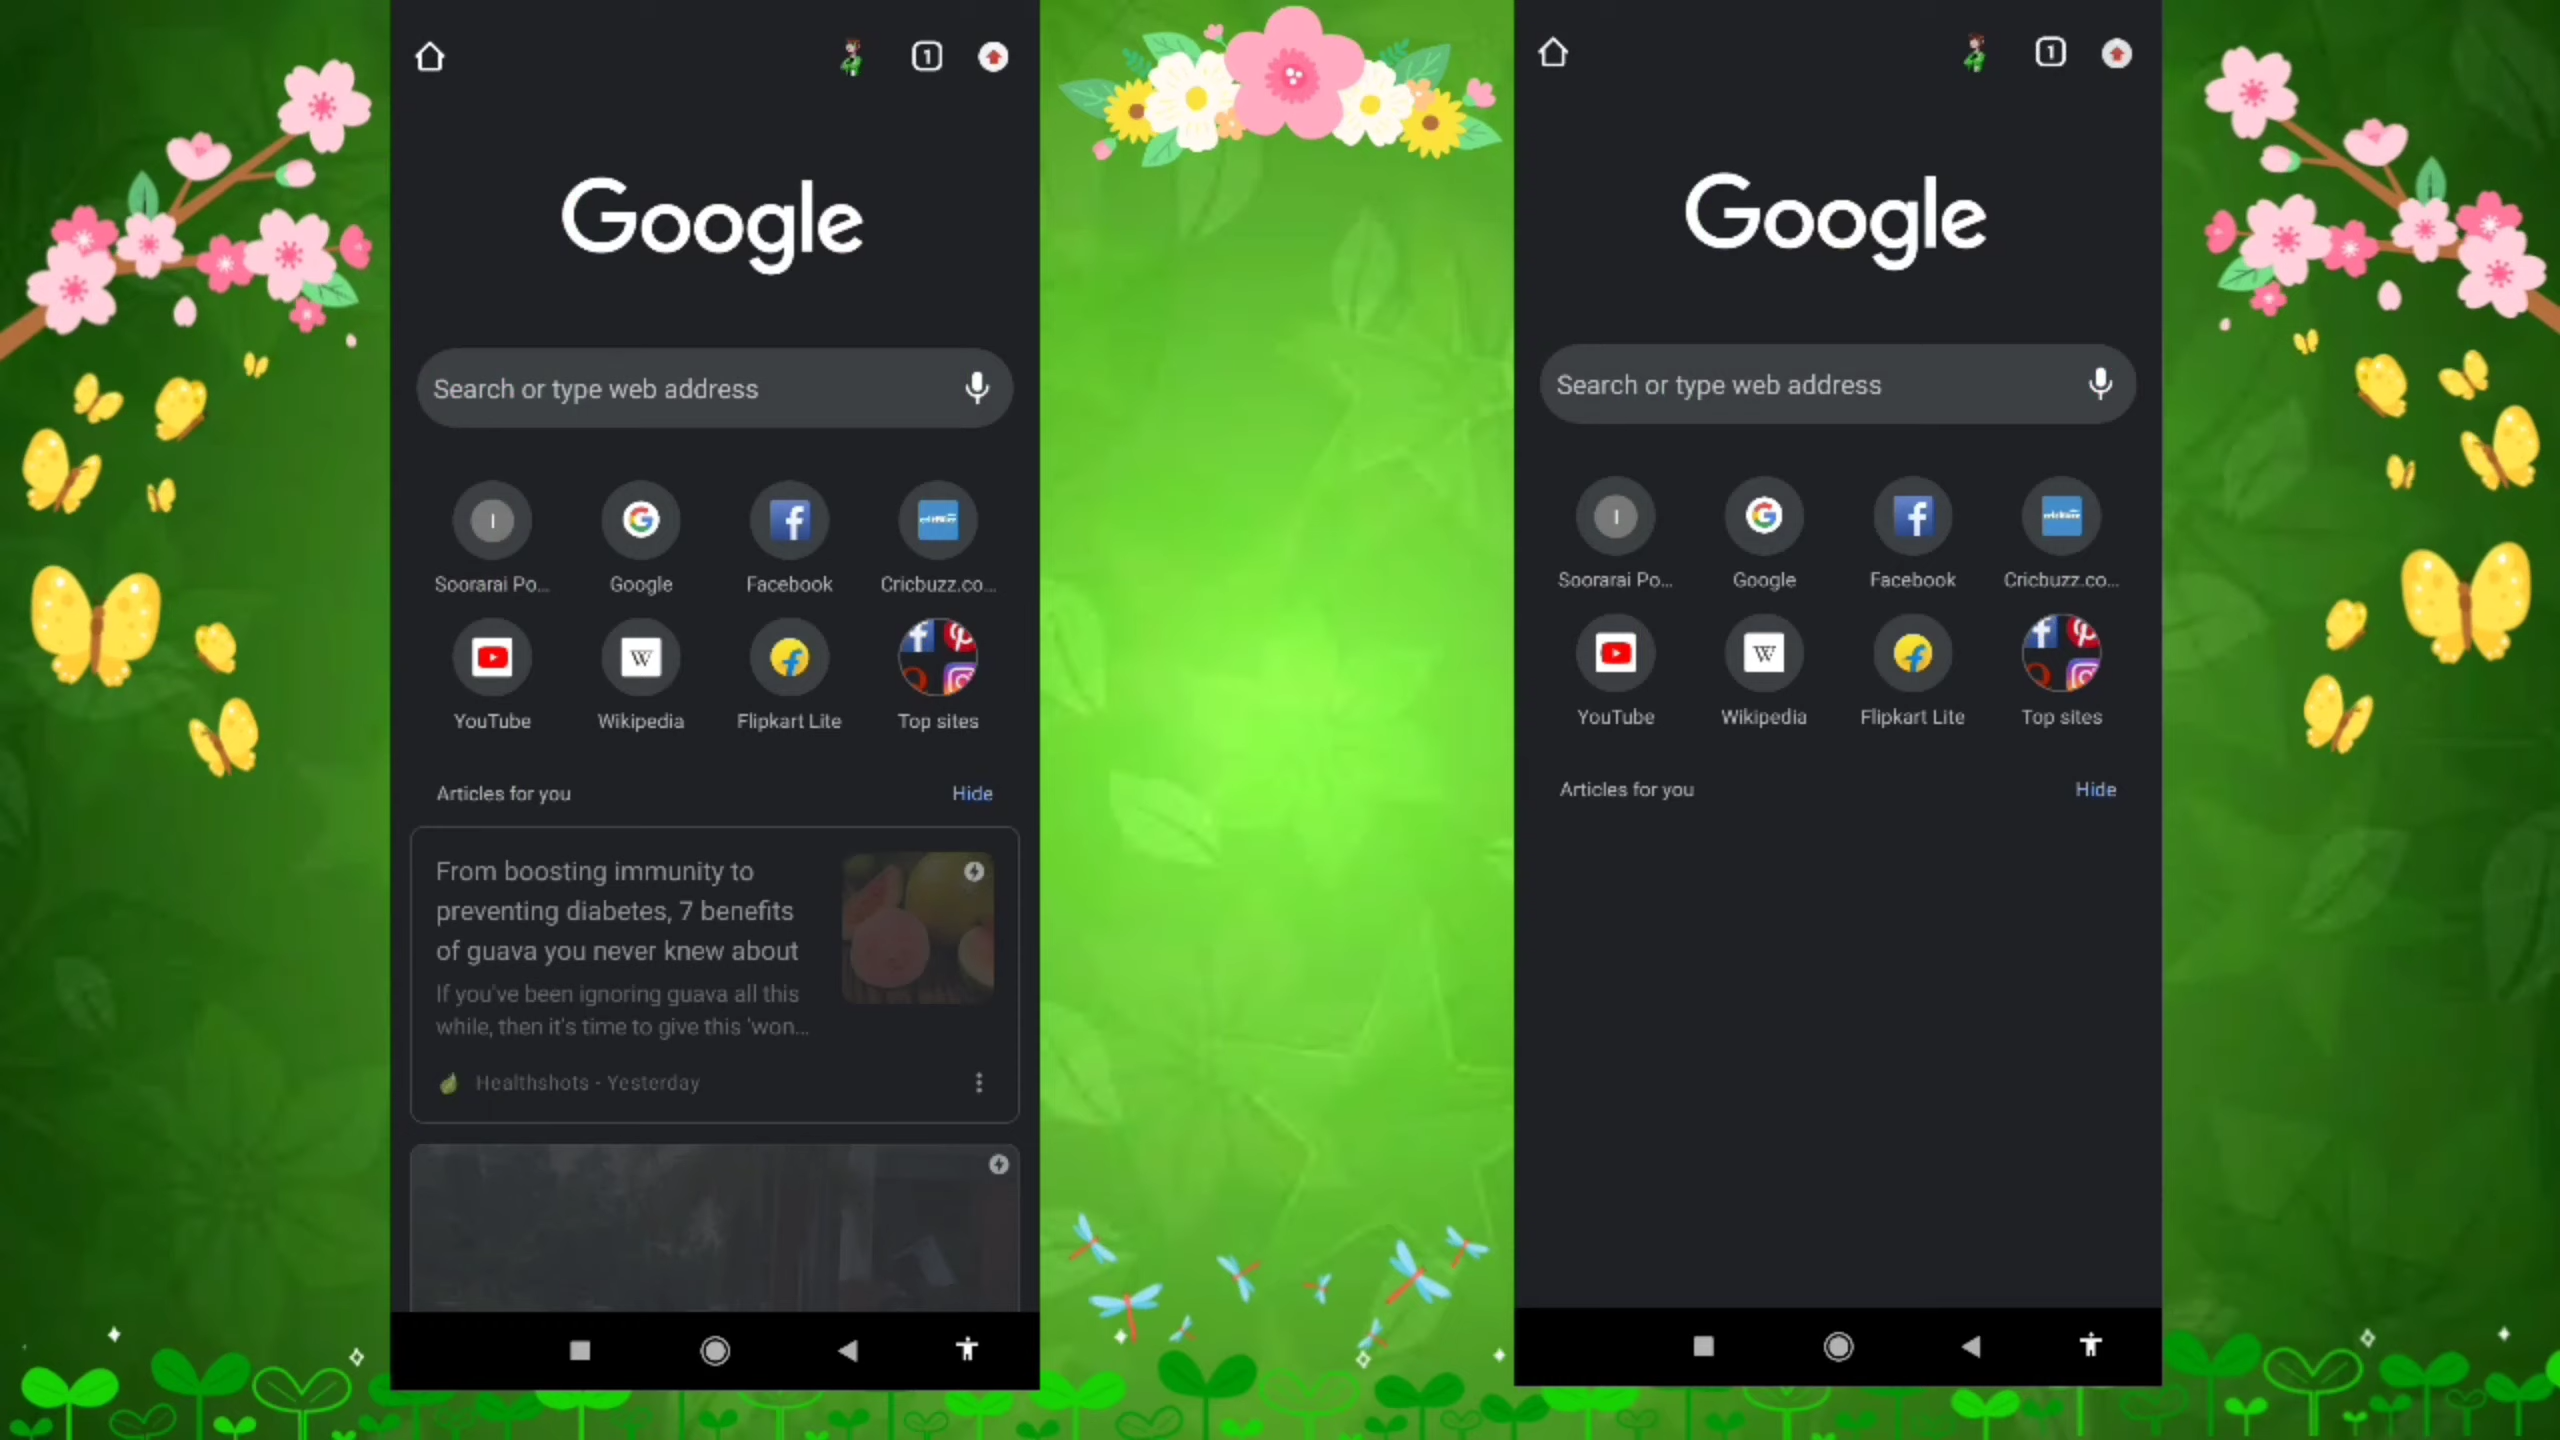 1
Google
Search or type web address
I
Soorarai Po...
Google
Facebook
Cricbuzz.co...
W
YouTube
Wikipedia
Flipkart Lite
Top sites
Articles for you
Hide
From boosting immunity to
preventing diabetes, 7 benefits
of guava you never knew about
If you've been ignoring guava all this
while, then it's time to give this 'won...
Healthshots - Yesterday
1
Google
Search or type web address
I
Soorarai Po...
Google
Facebook
Cricbuzz.co...
W
YouTube
Wikipedia
Flipkart Lite
Top sites
Articles for you
Hide